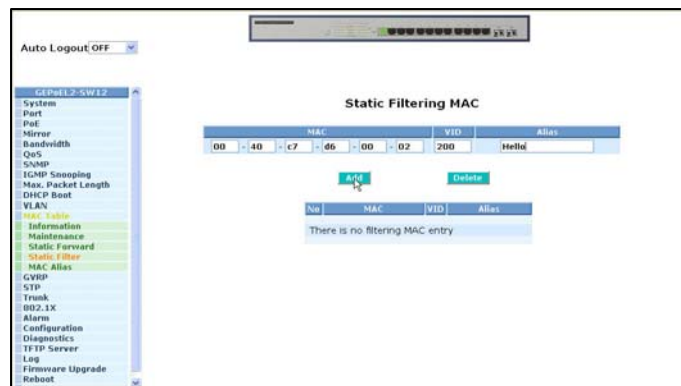 Auto Logout OFF
GEPoEL2-SW12
System
Port
PoE
Mirror
Bandwidth
QoS
SNMP
IGMP Snooping
Max. Packet Length
DHCP Boot
VLAN
MAC Table
Information
Maintenance
Static Forward
Static Filter
MAC Alias
GVRP
STP
Trunk
802.1X
Alarm
Configuration
Diagnostics
TFTP Server
Log
Firmware Upgrade
Reboot
Static Filtering MAC
MAC VID Alias
00 - 40 - c7 - d6 - 00 - 02 200 Hello
Add Delete
No MAC VID Alias
There is no filtering MAC entry